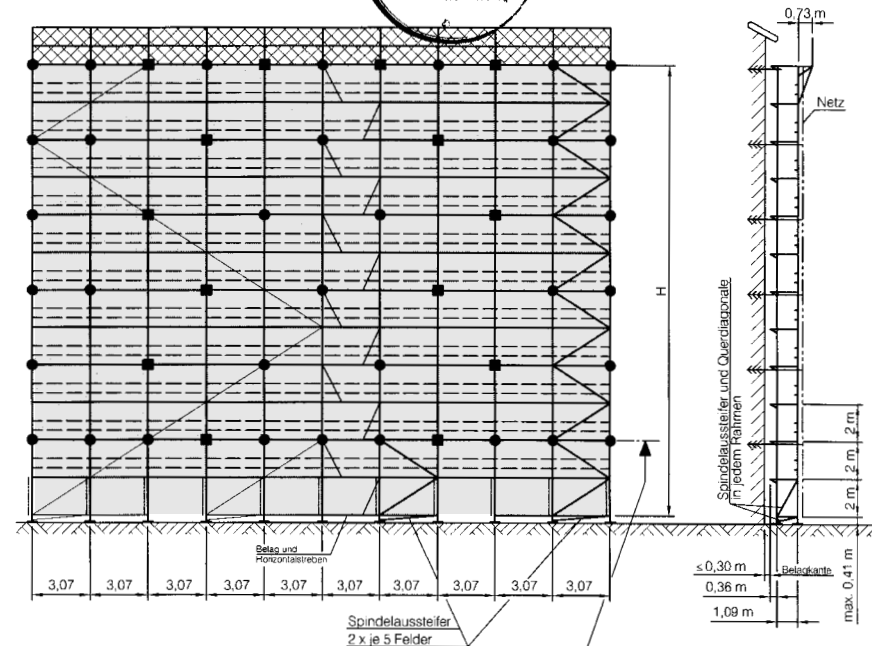 0,73 m
Netz
H
Spindelaussteifer und Querdiagonale
in jedem Rahmen
2 m
2 m
2 m
Belag und
Horizontalstreben
3,07
3,07
3,07
3,07
3,07
3,07
3,07
3,07
3,07
3,07
≤ 0,30 m
Belagkante
0,36 m
1,09 m
max. 0,41 m
Spindelaussteifer
2 x je 5 Felder